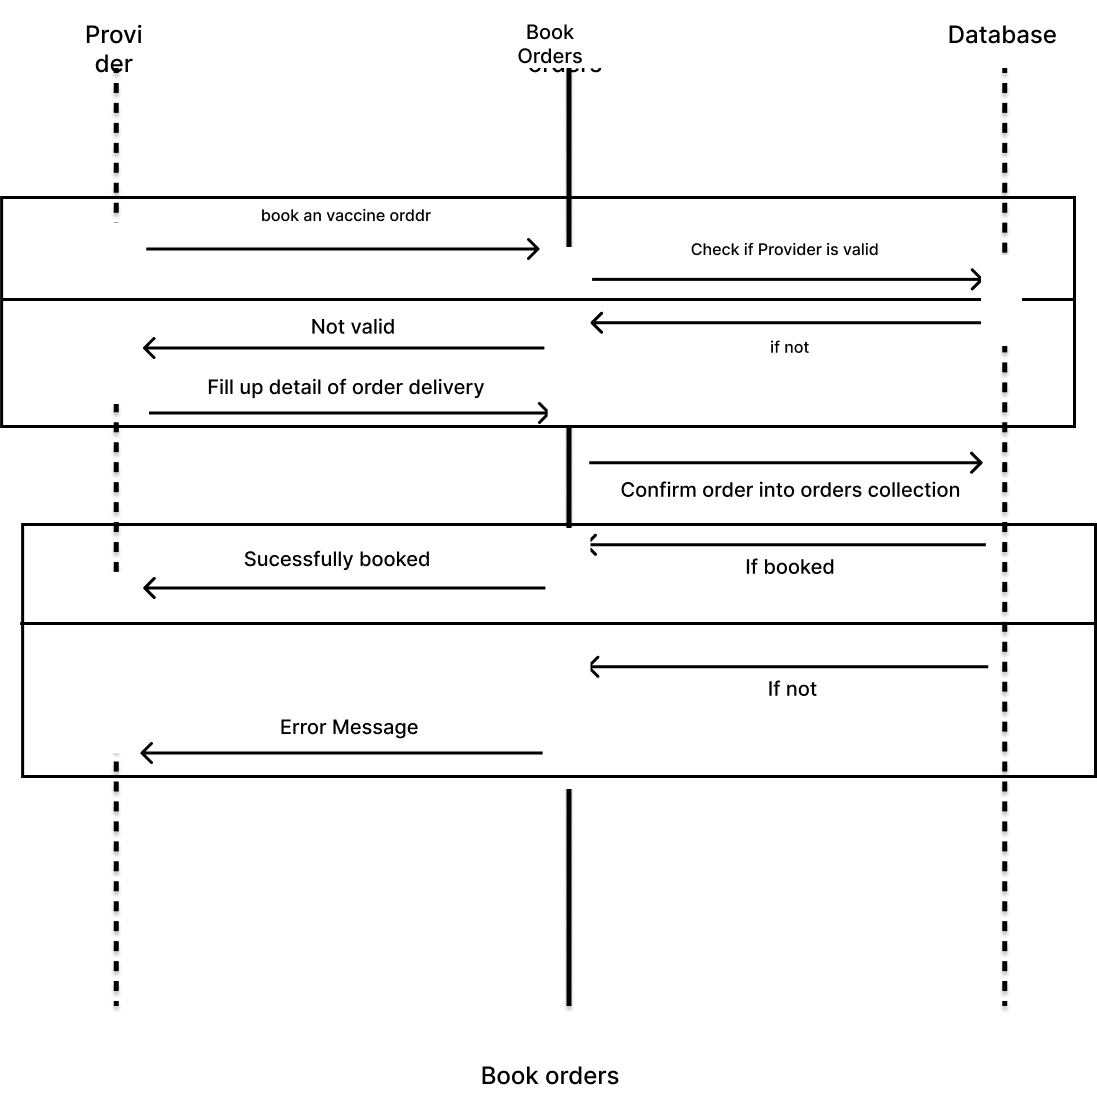 Provi
der
Book
Orders
orders
Database
book an vaccine orddr
Check if Provider is valid
Not valid
if not
Fill up detail of order delivery
Confirm order into orders collection
Sucessfully booked
If booked
If not
Error Message
Book orders